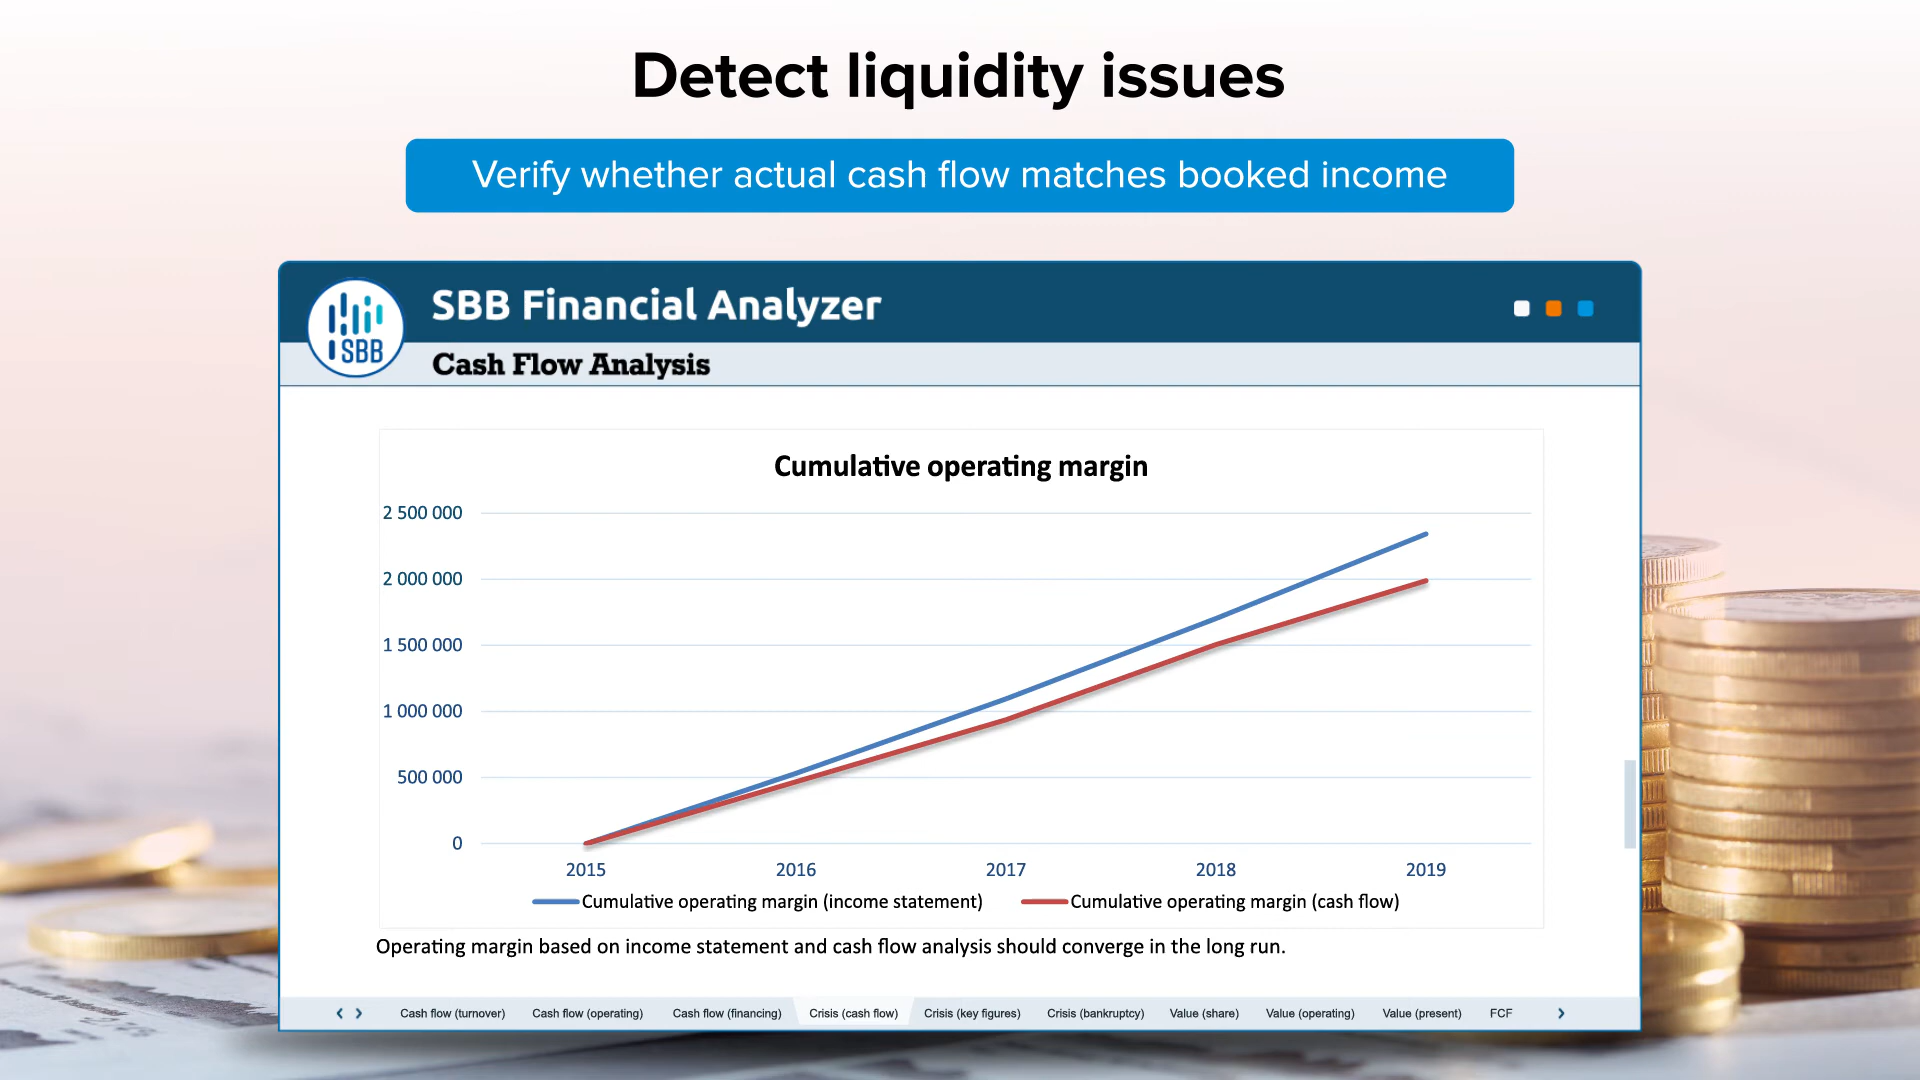 Detect liquidity issues
Verify whether actual cash flow matches booked income
SBB Financial Analyzer
SBB
Cash Flow Analysis
Cumulative operating margin
2 500 000
2 000 000
1 500 000
1 000 000
500 000
0
2015 2016 2017 2018 2019
Cumulative operating margin (income statement) Cumulative operating margin (cash flow)
Operating margin based on income statement and cash flow analysis should converge in the long run.
Cash flow (turnover) Cash flow (operating) Cash flow (financing) Crisis (cash flow) Crisis (key figures) Crisis (bankruptcy) Value (share) Value (operating) Value (present) FCF